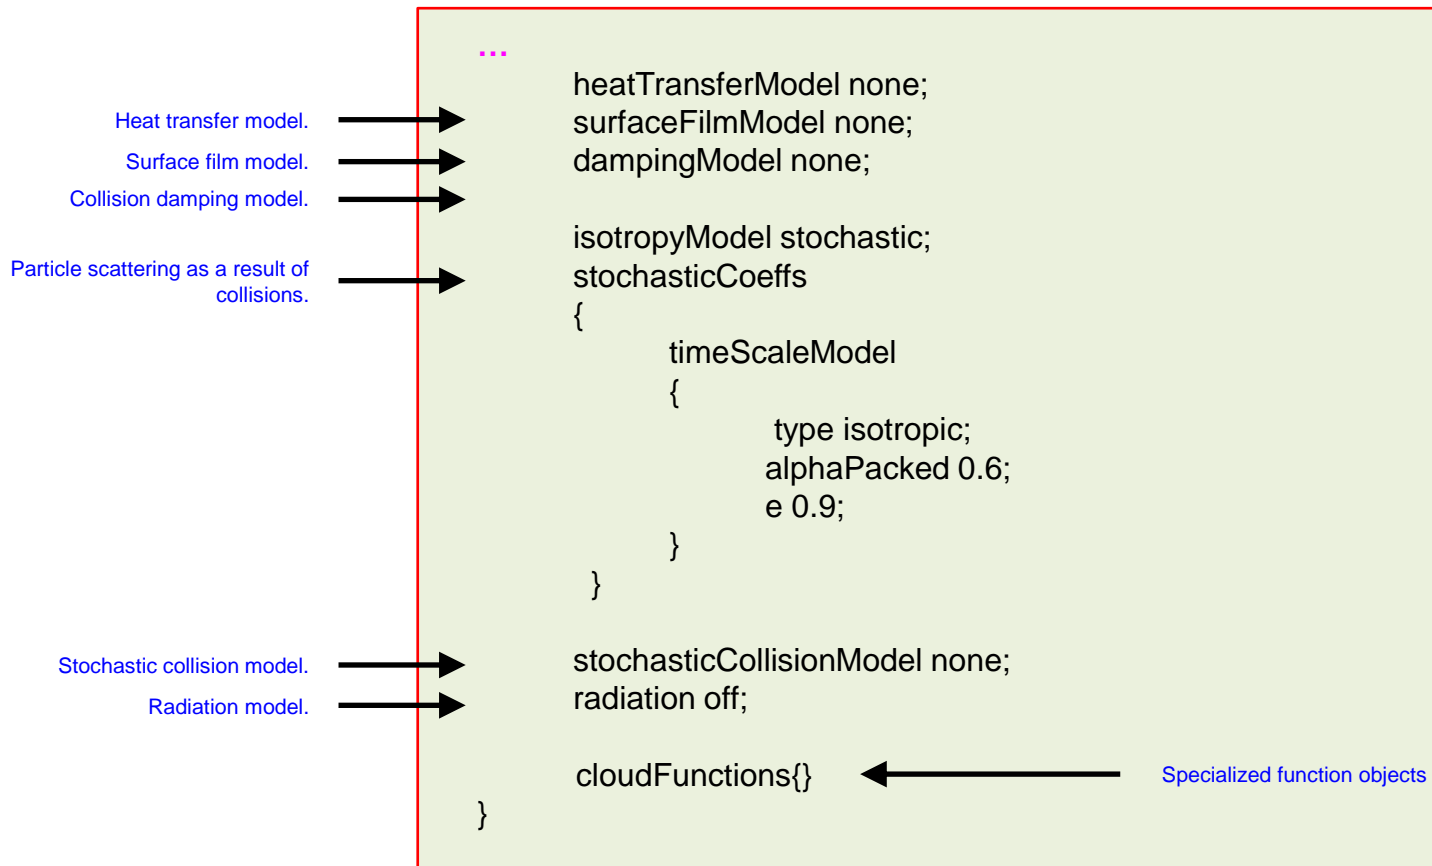 ...
heatTransferModel none;
Heat transfer model.
surfaceFilmModel none;
Surface film model.
dampingModel none;
Collision damping model.
isotropyModel stochastic;
Particle scattering as a result of
collisions.
stochasticCoeffs
{
timeScaleModel
{
type isotropic;
alphaPacked 0.6;
e 0.9;
}
}
Stochastic collision model.
stochasticCollisionModel none;
Radiation model.
radiation off;
cloudFunctions{}
Specialized function objects
}